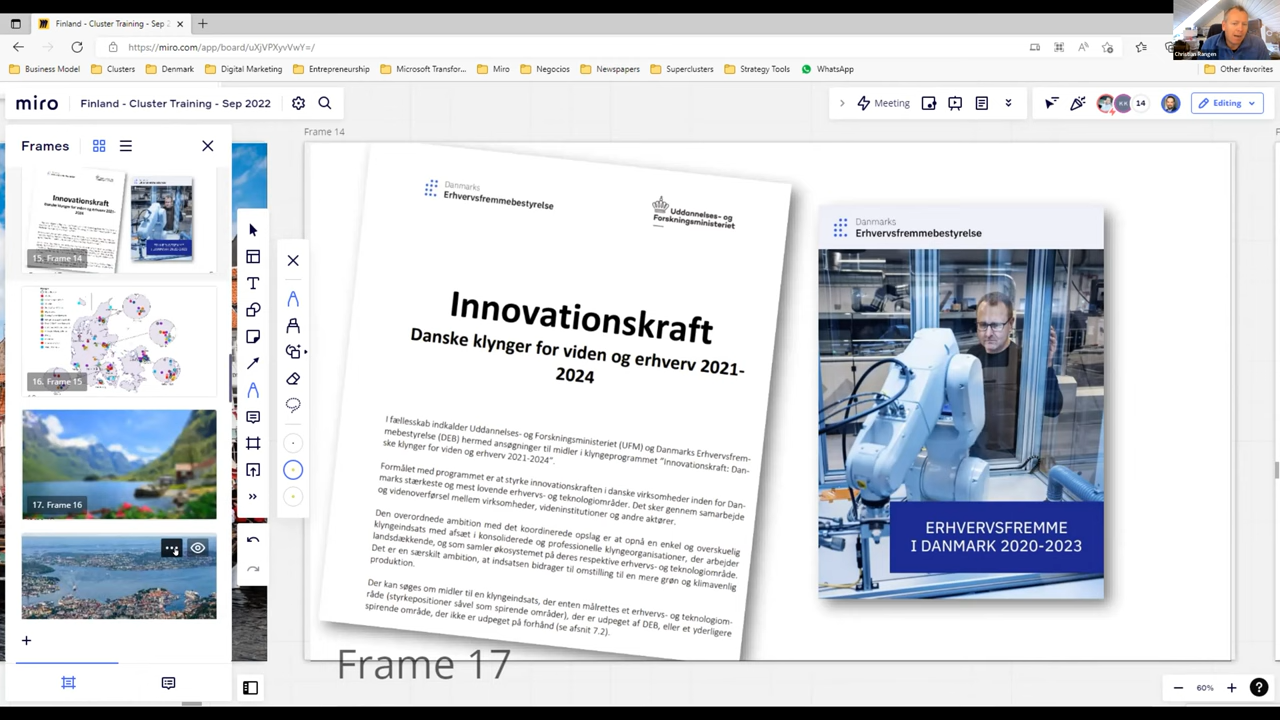 Finland - Cluster Training - Sep 2
https://miro.com/app/board/uXjVPXyvVwY=/
Christian Rangen
Business Model
Clusters
Denmark
Digital Marketing
Entrepreneurship
Microsoft Transfor...
Miro
Negocios
Newspapers
Superclusters
Strategy Tools
WhatsApp
Other favorites
miro
Finland - Cluster Training - Sep 2022
Meeting
KK
14
Editing
Frames
15. Frame 14
16. Frame 15
17. Frame 16
Frame 14
Danmarks
Erhvervsfremmebestyrelse
Uddannelses- og
Forskningsministeriet
Innovationskraft
Danske klynger for viden og erhverv 2021-
2024
I fællesskab indkalder Uddannelses- og Forskningsministeriet (UFM) og Danmarks Erhvervsfrem-
mebestyrelse (DEB) hermed ansøgninger til midler i klyngeprogrammet "Innovationskraft: Dan-
ske klynger for viden og erhverv 2021-2024".
Formålet med programmet er at styrke innovationskraften i danske virksomheder inden for Dan-
marks stærkeste og mest lovende erhvervs- og teknologiområder. Det sker gennem samarbejde
og videnoverførsel mellem virksomheder, videninstitutioner og andre aktører.
Den overordnede ambition med det koordinerede opslag er at opnå en enkel og overskuelig
klyngeindsats med afsæt i konsoliderede og professionelle klyngeorganisationer, der arbejder
landsdækkende, og som samler økosystemet på deres respektive erhvervs- og teknologiområde.
Det er en særskilt ambition, at indsatsen bidrager til omstilling til en mere grøn og klimavenlig
produktion.
Der kan søges om midler til en klyngeindsats, der enten målrettes et erhvervs- og teknologiom-
råde (styrkepositioner såvel som spirende områder), der er udpeget af DEB, eller et yderligere
spirende område, der ikke er udpeget på forhånd (se afsnit 7.2).
Danmarks
Erhvervsfremmebestyrelse
ERHVERVSFREMME
I DANMARK 2020-2023
Frame 17
60%